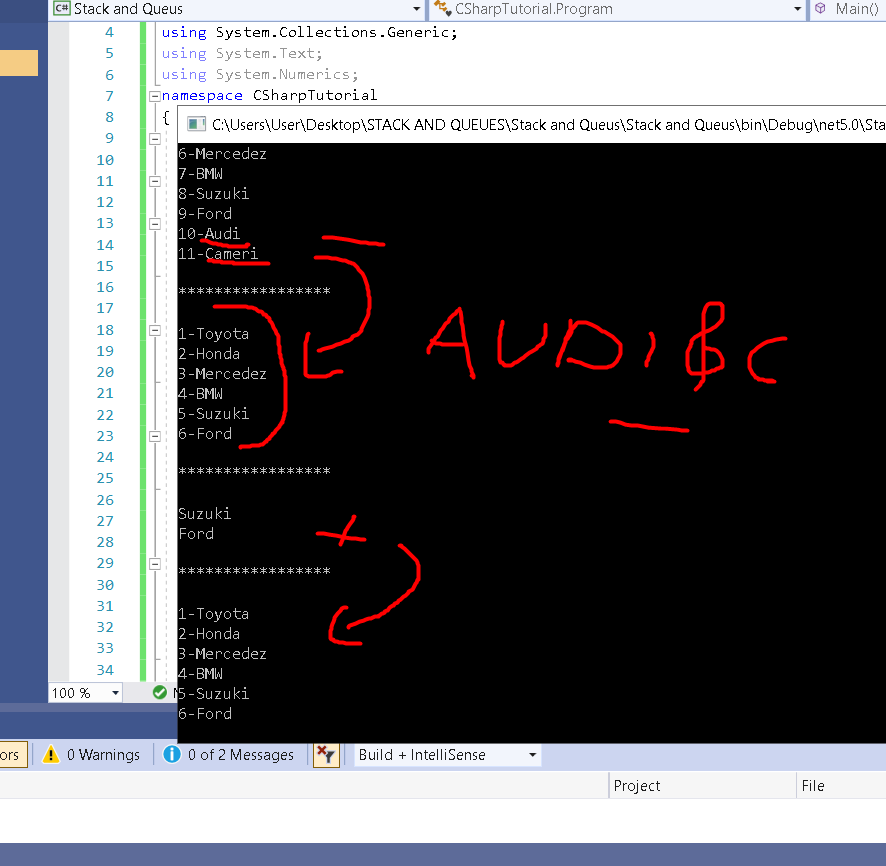 C# Stack and Queus CSharpTutorial.Program Main()
4 using System.Collections.Generic;
5 using System.Text;
6 using System.Numerics;
7 namespace CSharpTutorial
8 {
C:\Users\User\Desktop\STACK AND QUEUES\Stack and Queus\Stack and Queus\bin\Debug\net5.0\Sta
9
10
11
12
13
14
15
16
17
18
19
20
21
22
23
24
25
26
27
28
29
30
31
32
33
34
6-Mercedez
7-BMW
8-Suzuki
9-Ford
10-Audi
11-Cameri
*****************
1-Toyota
2-Honda
3-Mercedez
4-BMW
5-Suzuki
6-Ford
AUDI & C
*****************
Suzuki
Ford
*****************
1-Toyota
2-Honda
3-Mercedez
4-BMW
5-Suzuki
6-Ford
100 %
ors 0 Warnings 0 of 2 Messages Build + IntelliSense
Project File